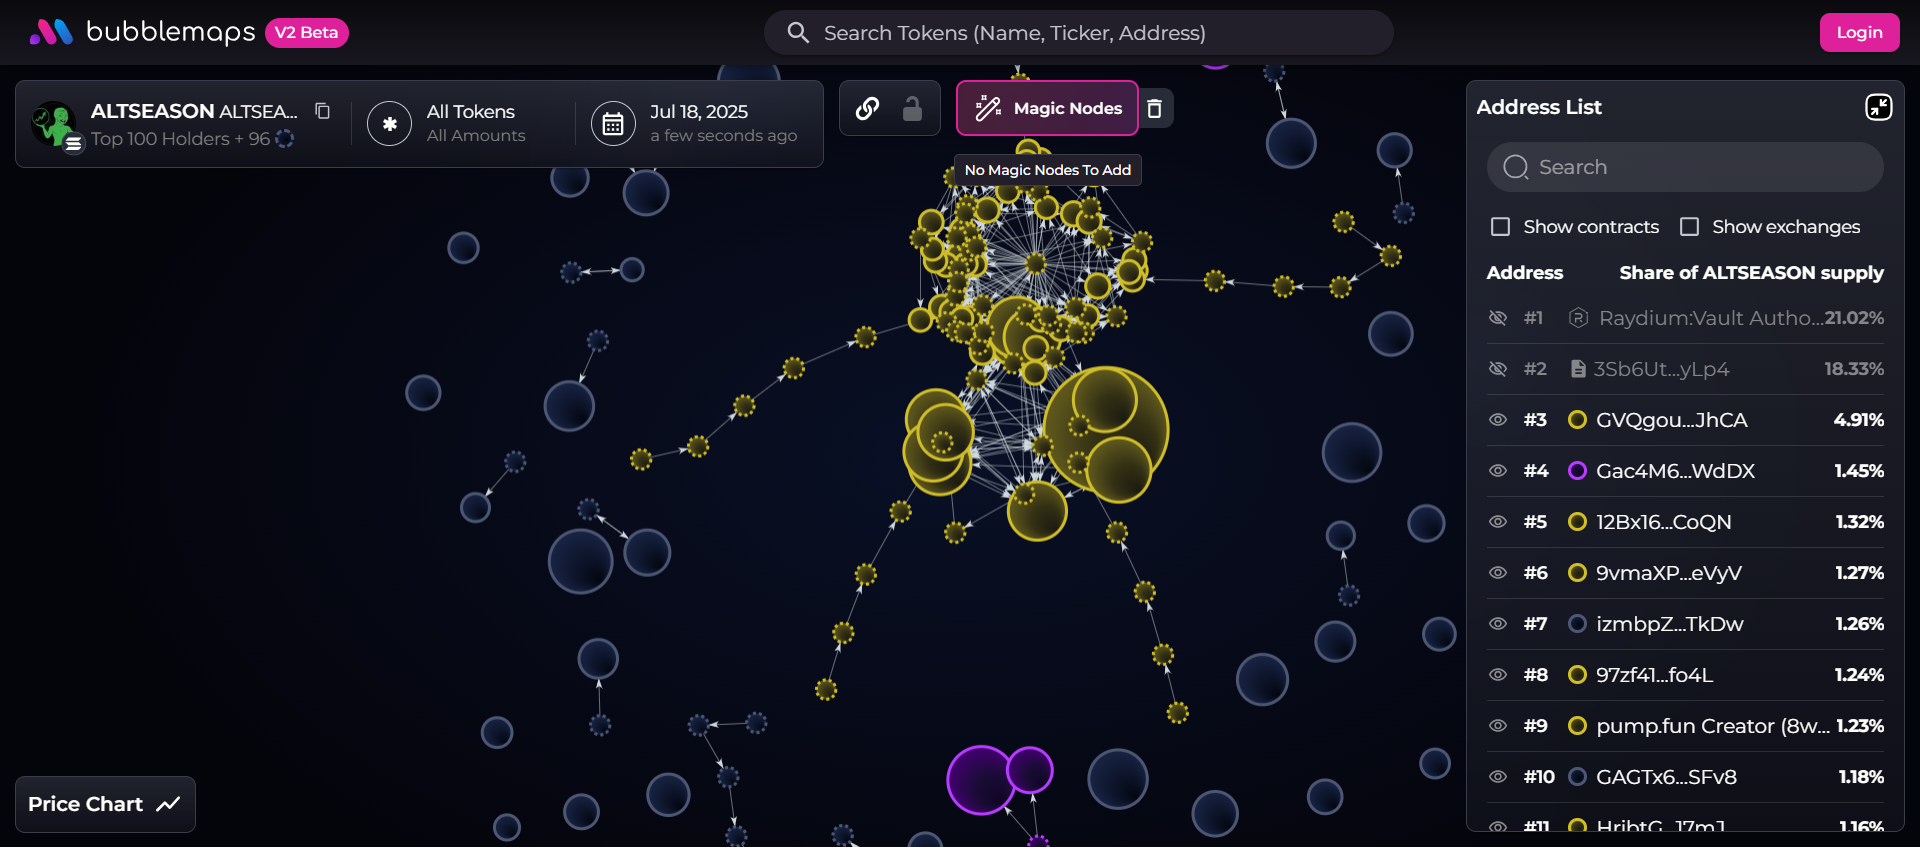 bubblemaps V2 Beta
Search Tokens (Name, Ticker, Address)
Login
ALTSEASON ALTSEA...
Top 100 Holders + 96
All Tokens
All Amounts
Jul 18, 2025
a few seconds ago
Magic Nodes
No Magic Nodes To Add
Address List
Search
Show contracts Show exchanges
Address Share of ALTSEASON supply
#1 Raydium:Vault Autho... 21.02%
#2 3Sb6Ut...yLp4 18.33%
#3 GVQgou...JhCA 4.91%
#4 Gac4M6...WdDX 1.45%
#5 12Bx16...CoQN 1.32%
#6 9vmaXP...eVyV 1.27%
#7 izmbpZ...TkDw 1.26%
#8 97zf41...fo4L 1.24%
#9 pump.fun Creator (8w... 1.23%
#10 GAGTx6...SFv8 1.18%
#11 1.16%
Price Chart